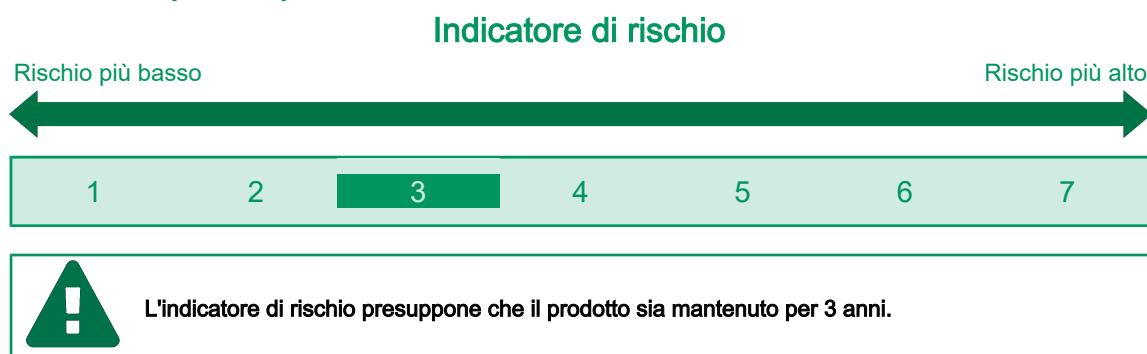 Indicatore di rischio
Rischio più basso
Rischio più alto
1 2 3 4 5 6 7
L'indicatore di rischio presuppone che il prodotto sia mantenuto per 3 anni.